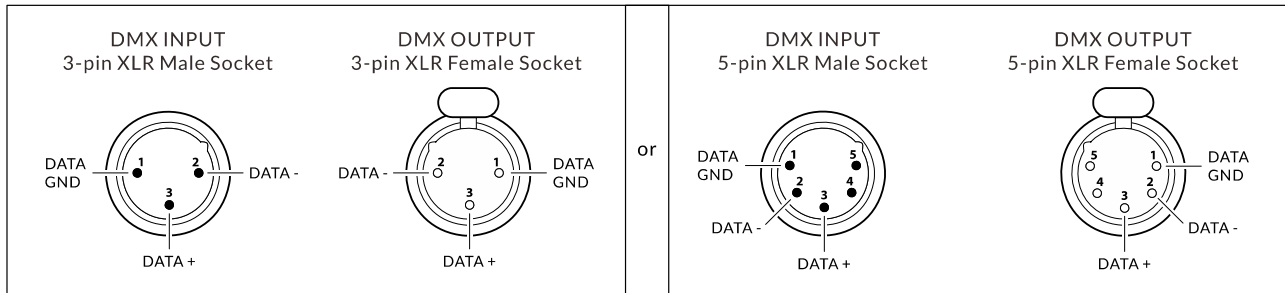 DMX INPUT
3-pin XLR Male Socket
1
2
3
DATA
GND
DATA -
DATA +
DMX OUTPUT
3-pin XLR Female Socket
2
1
3
DATA -
DATA
GND
DATA +
or
DMX INPUT
5-pin XLR Male Socket
1
5
2
4
3
DATA
GND
DATA -
DATA +
DMX OUTPUT
5-pin XLR Female Socket
5
1
4
2
3
DATA
GND
DATA -
DATA +